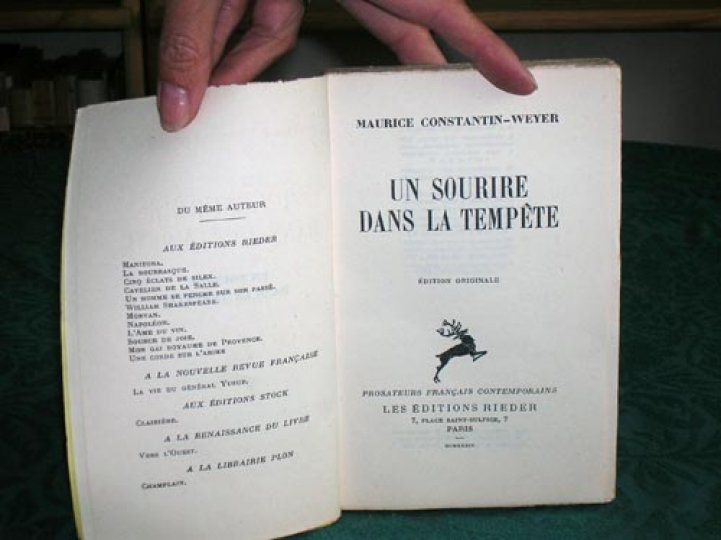 DU MÊME AUTEUR
AUX ÉDITIONS RIEDER
MANITOBA.
LA BOURRASQUE.
CINQ ÉCLATS DE SILEX.
CAVELIER DE LA SALLE.
UN HOMME SE PENCHE SUR SON PASSÉ.
WILLIAM SHAKESPEARE.
MORVAN.
NAPOLÉON.
L'AME DU VIN.
SOURCE DE JOIE.
MON GAI ROYAUME DE PROVENCE.
UNE CORDE SUR L'ABIME
A LA NOUVELLE REVUE FRANÇAISE
LA VIE DU GÉNÉRAL YUSUF.
AUX ÉDITIONS STOCK
CLAIRIÈRE.
A LA RENAISSANCE DU LIVRE
VERS L'OUEST.
A LA LIBRAIRIE PLON
CHAMPLAIN.
MAURICE CONSTANTIN-WEYER
UN SOURIRE
DANS LA TEMPÊTE
ÉDITION ORIGINALE
PROSATEURS FRANÇAIS CONTEMPORAINS
LES ÉDITIONS RIEDER
7, PLACE SAINT-SULPICE, 7
PARIS